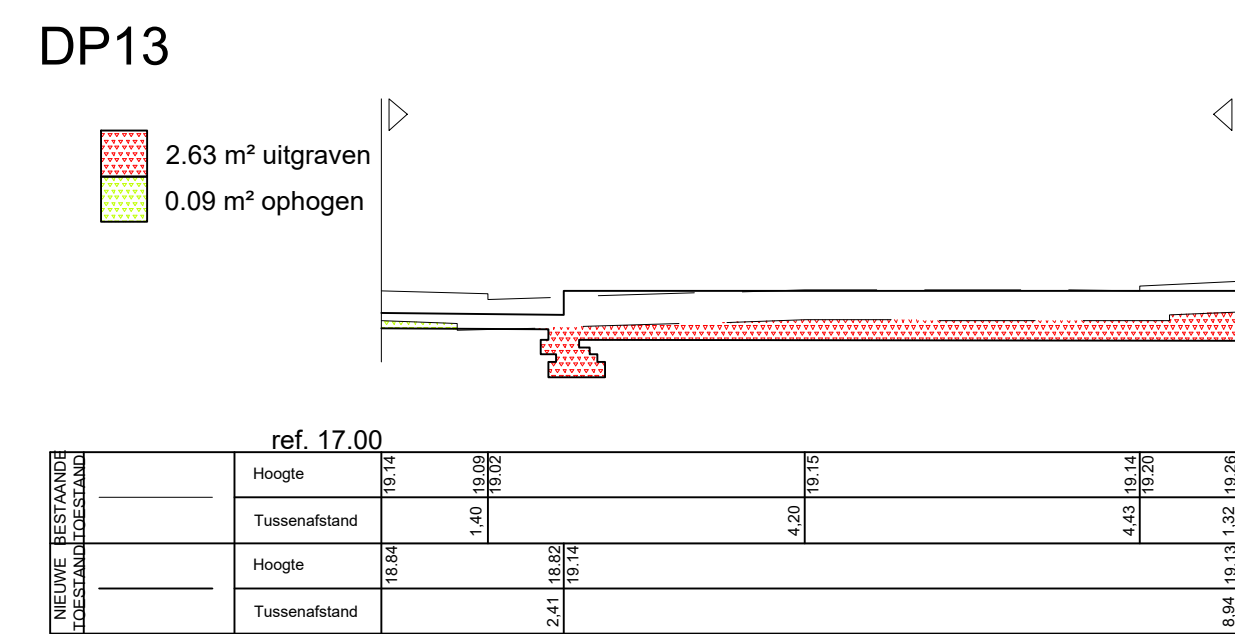 DP13
2.63 m² uitgraven
0.09 m² ophogen
ref. 17.00
BESTAANDE TOESTAND
Hoogte 19.14 19.09 19.02 19.15 19.14 19.20 19.26
Tussenafstand 1,40 4,20 4,43 1,32
NIEUWE TOESTAND
Hoogte 18.84 18.82 19.14 19.13
Tussenafstand 2,41 8,94